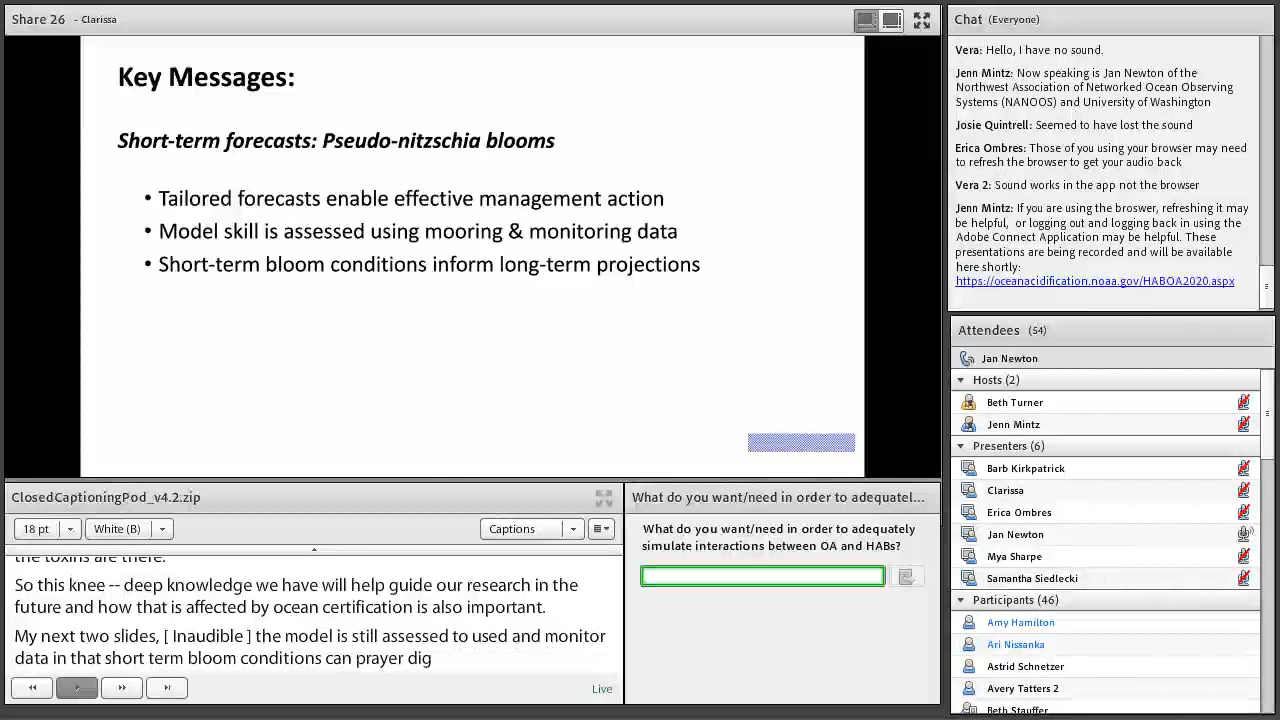 Share 26 - Clarissa
Key Messages:
Short-term forecasts: Pseudo-nitzschia blooms
• Tailored forecasts enable effective management action
• Model skill is assessed using mooring & monitoring data
• Short-term bloom conditions inform long-term projections
ClosedCaptioningPod_v4.2.zip
18 pt
White (B)
Captions
the toxins are there.
So this knee -- deep knowledge we have will help guide our research in the
future and how that is affected by ocean certification is also important.
My next two slides, [ Inaudible ] the model is still assessed to used and monitor
data in that short term bloom conditions can prayer dig
Live
What do you want/need in order to adequatel...
What do you want/need in order to adequately
simulate interactions between OA and HABs?
Chat (Everyone)
Vera: Hello, I have no sound.
Jenn Mintz: Now speaking is Jan Newton of the
Northwest Association of Networked Ocean Observing
Systems (NANOOS) and University of Washington
Josie Quintrell: Seemed to have lost the sound
Erica Ombres: Those of you using your browser may need
to refresh the browser to get your audio back
Vera 2: Sound works in the app not the browser
Jenn Mintz: If you are using the broswer, refreshing it may
be helpful, or logging out and logging back in using the
Adobe Connect Application may be helpful. These
presentations are being recorded and will be available
here shortly:
https://oceanacidification.noaa.gov/HABOA2020.aspx
Attendees (54)
Jan Newton
Hosts (2)
Beth Turner
Jenn Mintz
Presenters (6)
Barb Kirkpatrick
Clarissa
Erica Ombres
Jan Newton
Mya Sharpe
Samantha Siedlecki
Participants (46)
Amy Hamilton
Ari Nissanka
Astrid Schnetzer
Avery Tatters 2
Beth Stauffer